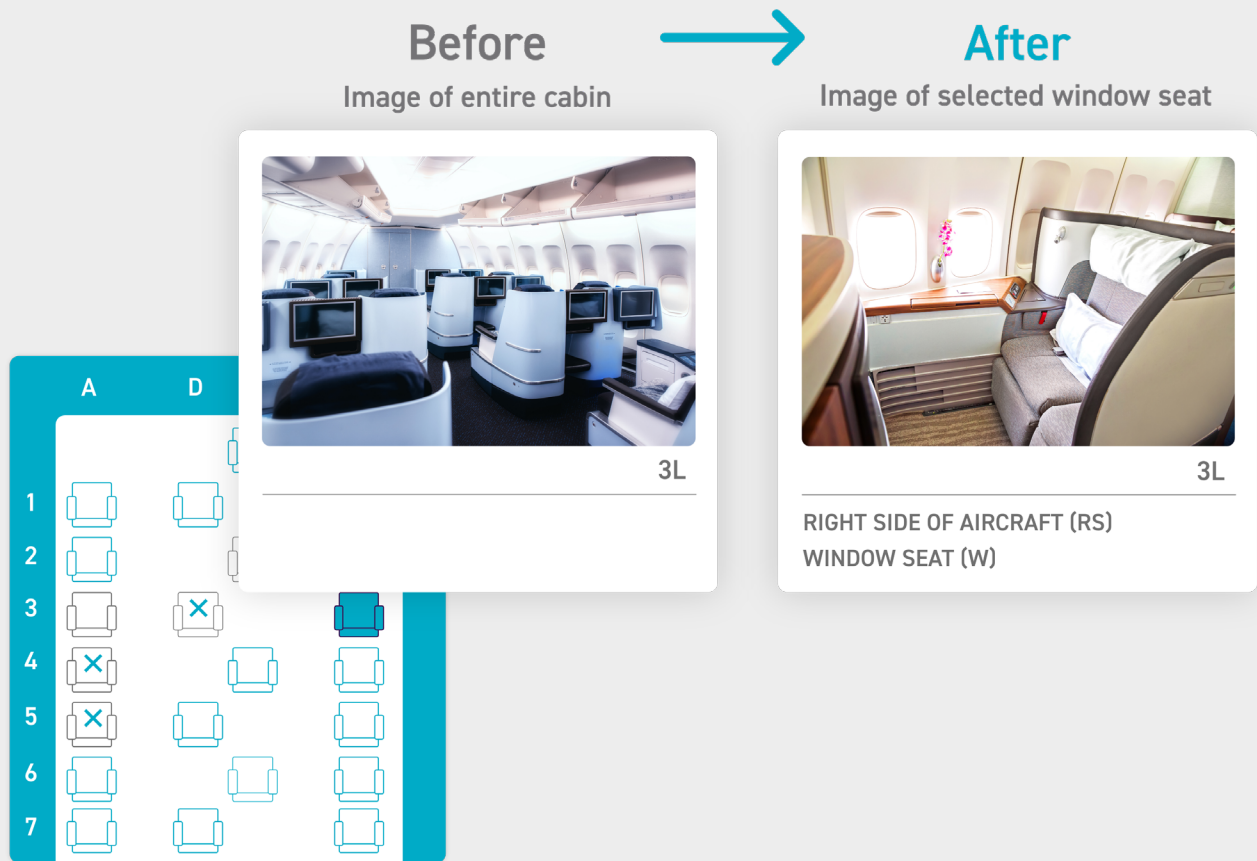 Before
After
Image of entire cabin
Image of selected window seat
3L
3L
RIGHT SIDE OF AIRCRAFT (RS)
WINDOW SEAT (W)
A D
1
2
3
4
5
6
7